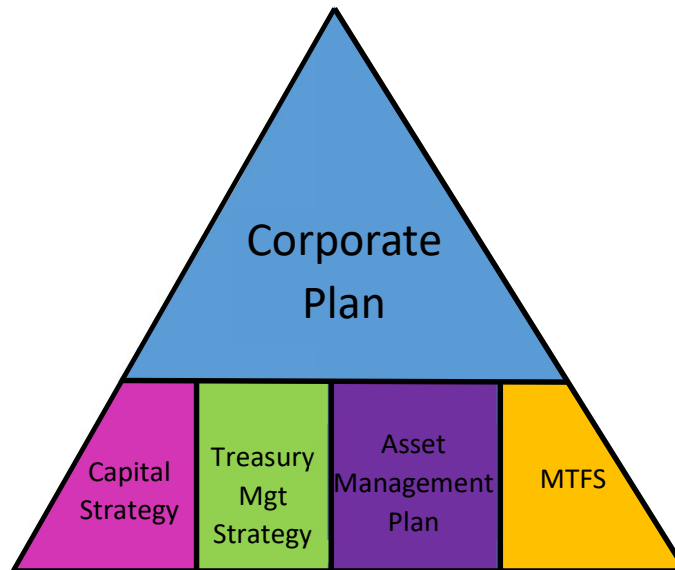 Corporate
Plan
Capital
Strategy
Treasury
Mgt
Strategy
Asset
Management
Plan
MTFS